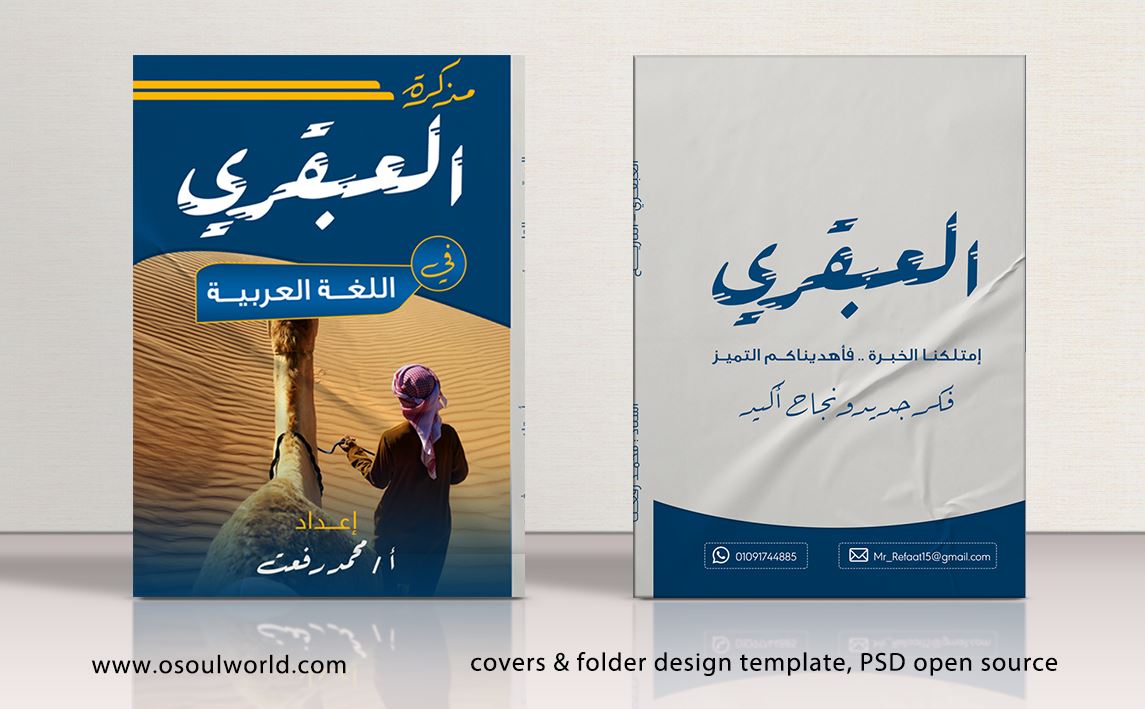 مذكرة
العبقري
في
اللغة العربية
إعداد
أ/ محمد رفعت
العبقري
إمتلكنا الخبرة .. فأهديناكم التميز
فكر جديد ونجاح أكيد
01091744885
Mr_Refaat15@gmail.com
www.osoulworld.com
covers & folder design template, PSD open source